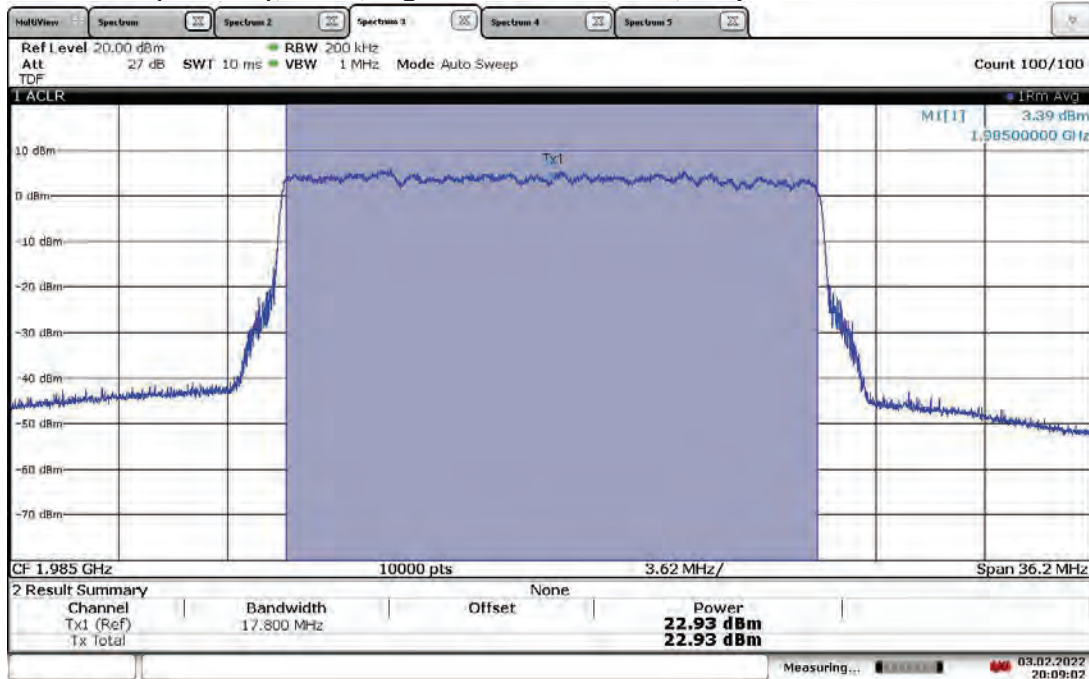 MultiView Spectrum Spectrum 2 Spectrum 3 Spectrum 4 Spectrum 5
Ref Level 20.00 dBm RBW 200 kHz
Att 27 dB SWT 10 ms VBW 1 MHz Mode Auto Sweep Count 100/100
TDF
1 ACLR 1Rm Avg
M1[1] 3.39 dBm
1.98500000 GHz
10 dBm
Tx1
0 dBm
-10 dBm
-20 dBm
-30 dBm
-40 dBm
-50 dBm
-60 dBm
-70 dBm
CF 1.985 GHz 10000 pts 3.62 MHz/ Span 36.2 MHz
2 Result Summary None
Channel Bandwidth Offset Power
Tx1 (Ref) 17.800 MHz 22.93 dBm
Tx Total 22.93 dBm
Measuring... 03.02.2022
20:09:02